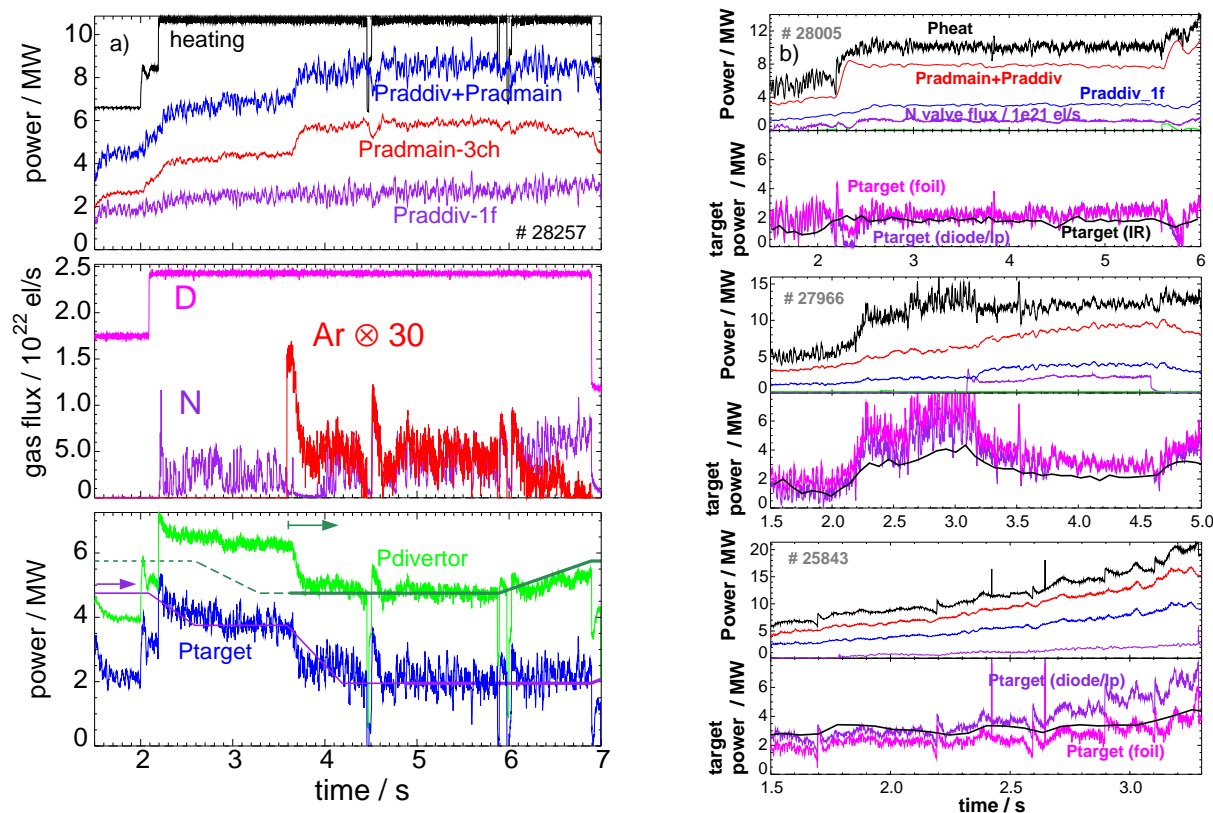 a)
heating
Praddiv+Pradmain
Pradmain-3ch
Praddiv-1f
# 28257
power / MW
10
8
6
4
2
0
D
Ar ⊗ 30
N
gas flux / 10²² el/s
2.5
2.0
1.5
1.0
5.0
0
Pdivertor
Ptarget
power / MW
6
4
2
0
2 3 4 5 6 7
time / s
# 28005
b)
Pheat
Pradmain+Praddiv
Praddiv_1f
N valve flux / 1e21 el/s
Power / MW
12
8
4
0
Ptarget (foil)
Ptarget (diode/Ip)
Ptarget (IR)
target
power / MW
6
4
2
0
2 3 4 5 6
# 27966
Power / MW
15
10
5
0
target
power / MW
6
4
2
0
1.5 2.0 2.5 3.0 3.5 4.0 4.5 5.0
# 25843
Power / MW
20
15
10
5
0
Ptarget (diode/Ip)
Ptarget (foil)
target
power / MW
6
4
2
0
1.5 2.0 2.5 3.0
time / s